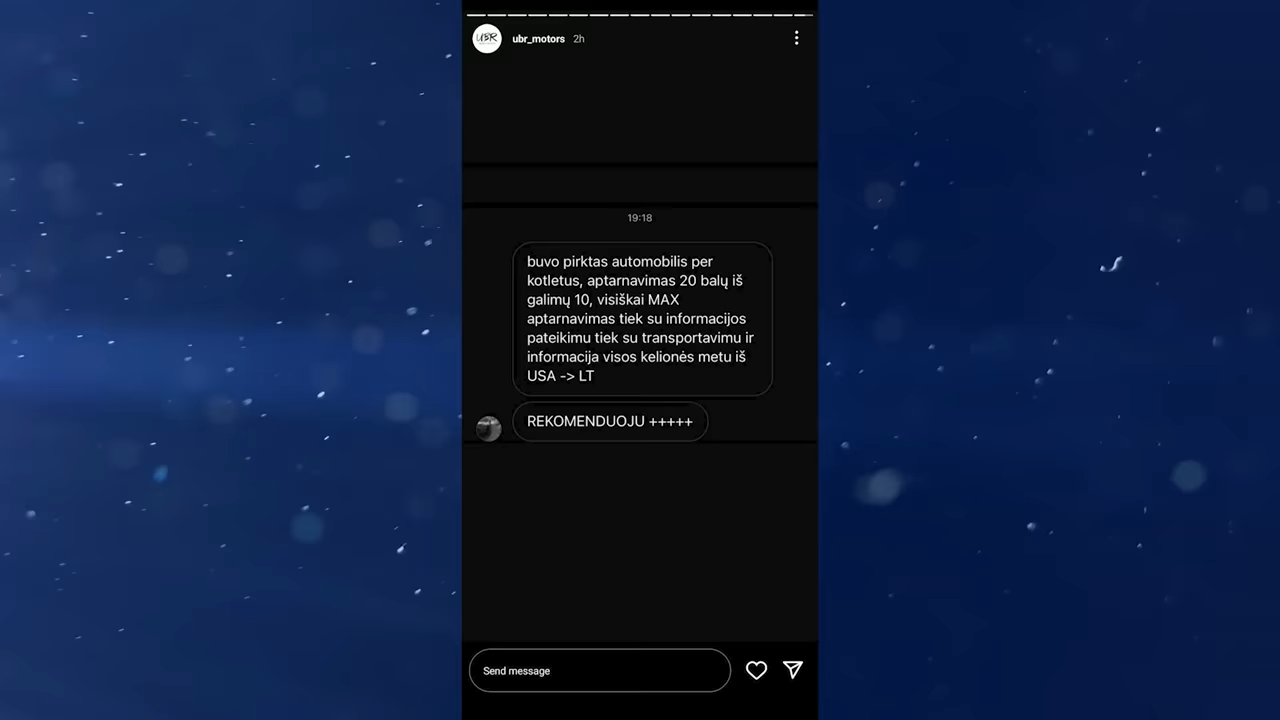 UBR
ubr_motors 2h
19:18
buvo pirktas automobilis per
kotletus, aptarnavimas 20 balų iš
galimų 10, visiškai MAX
aptarnavimas tiek su informacijos
pateikimu tiek su transportavimu ir
informacija visos kelionės metu iš
USA -> LT
REKOMENDUOJU +++++
Send message